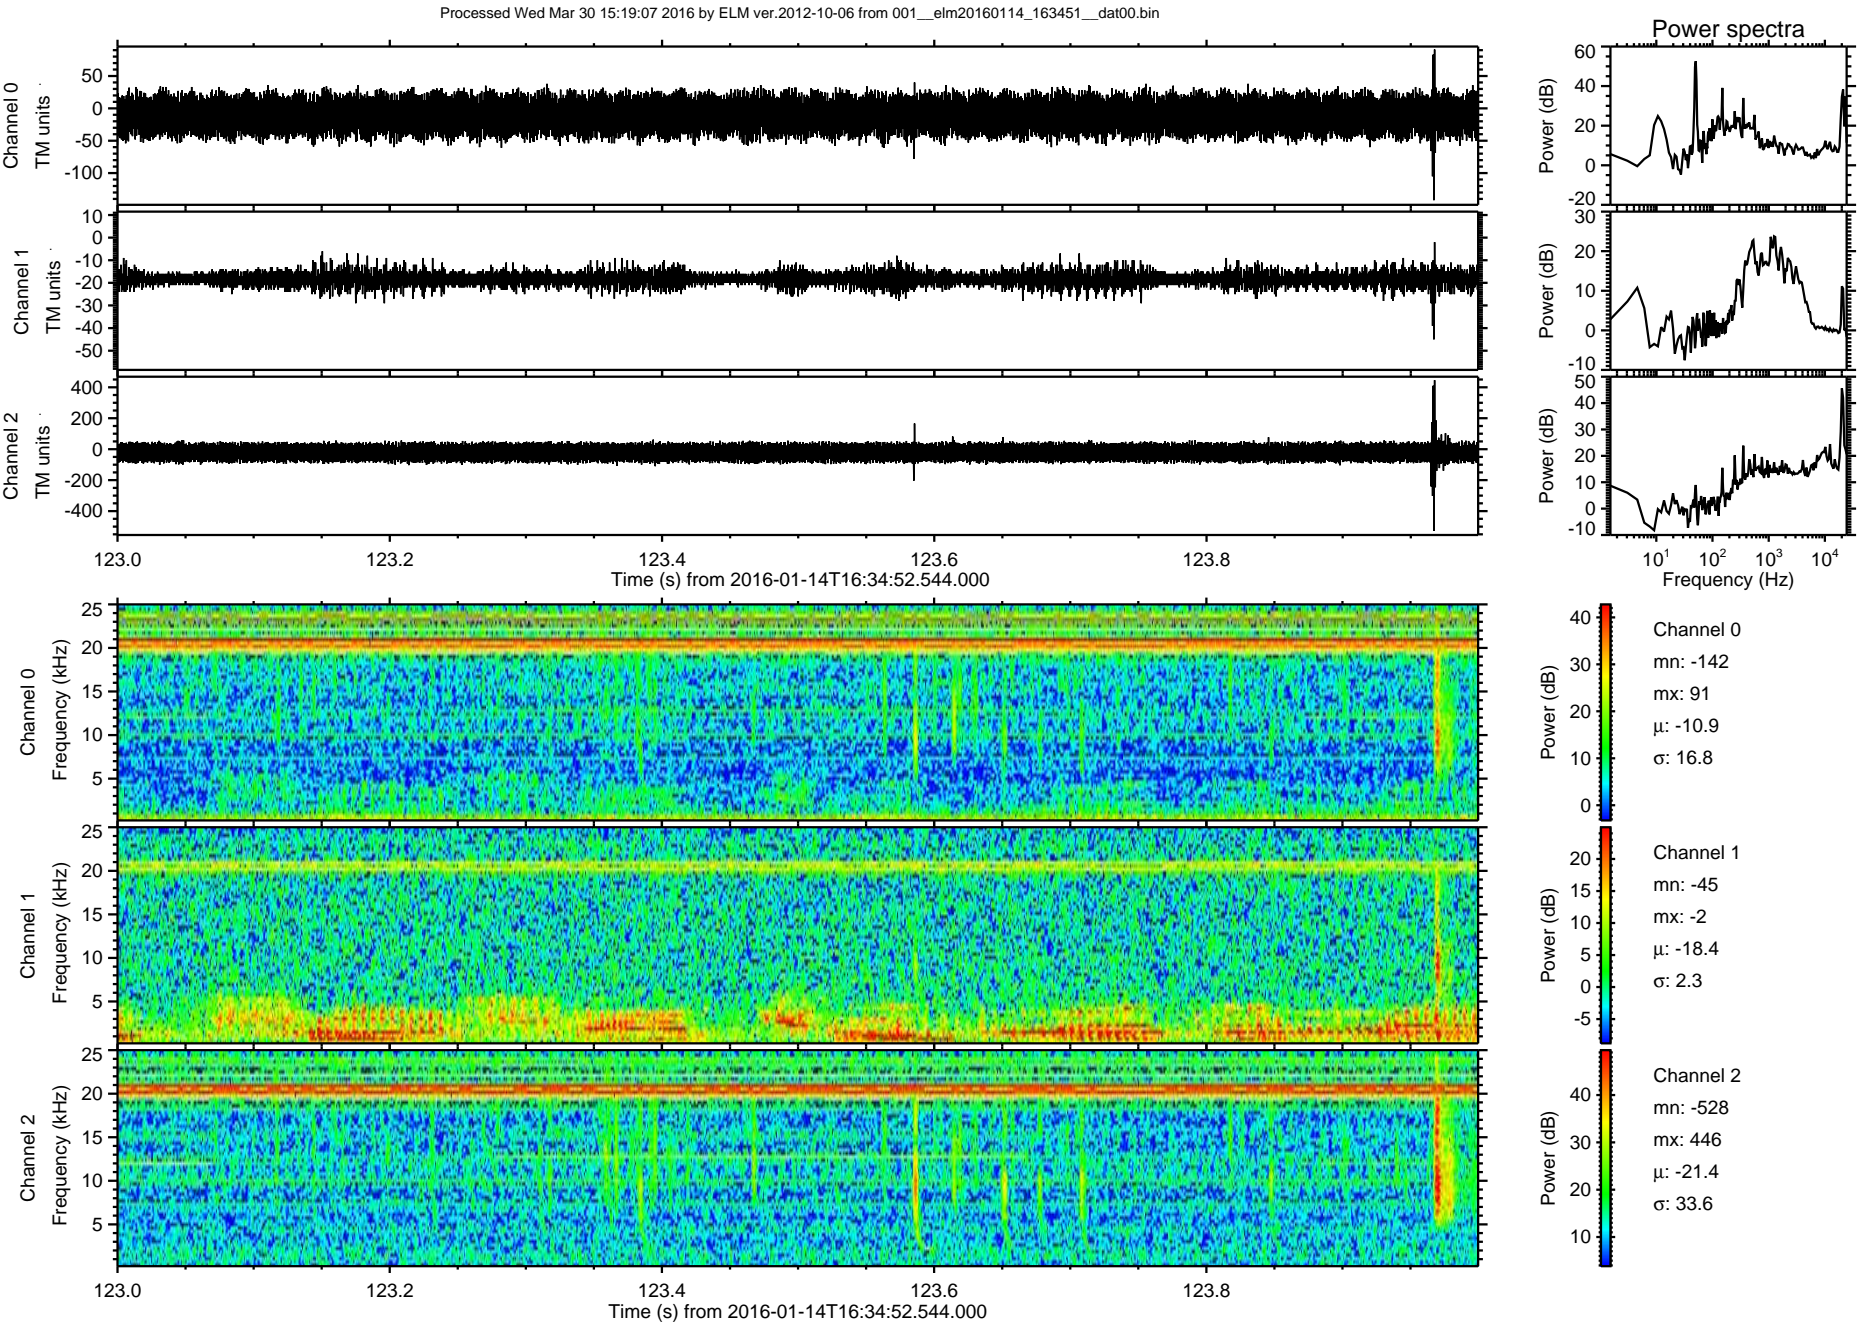 Processed Wed Mar 30 15:19:07 2016 by ELM ver.2012-10-06 from 001__elm20160114_163451__dat00.bin
Power spectra
Channel 0
TM units
50
0
-50
-100
Power (dB)
60
40
20
0
-20
Channel 1
TM units
10
0
-10
-20
-30
-40
-50
Power (dB)
30
20
10
0
-10
Channel 2
TM units
400
200
0
-200
-400
Power (dB)
50
40
30
20
10
0
-10
123.0 123.2 123.4 123.6 123.8
Time (s) from 2016-01-14T16:34:52.544.000
10¹ 10² 10³ 10⁴
Frequency (Hz)
Channel 0
Frequency (kHz)
25
20
15
10
5
Power (dB)
40
30
20
10
0
Channel 0
mn: -142
mx: 91
µ: -10.9
σ: 16.8
Channel 1
Frequency (kHz)
25
20
15
10
5
Power (dB)
20
15
10
5
0
-5
Channel 1
mn: -45
mx: -2
µ: -18.4
σ: 2.3
Channel 2
Frequency (kHz)
25
20
15
10
5
Power (dB)
40
30
20
10
Channel 2
mn: -528
mx: 446
µ: -21.4
σ: 33.6
123.0 123.2 123.4 123.6 123.8
Time (s) from 2016-01-14T16:34:52.544.000